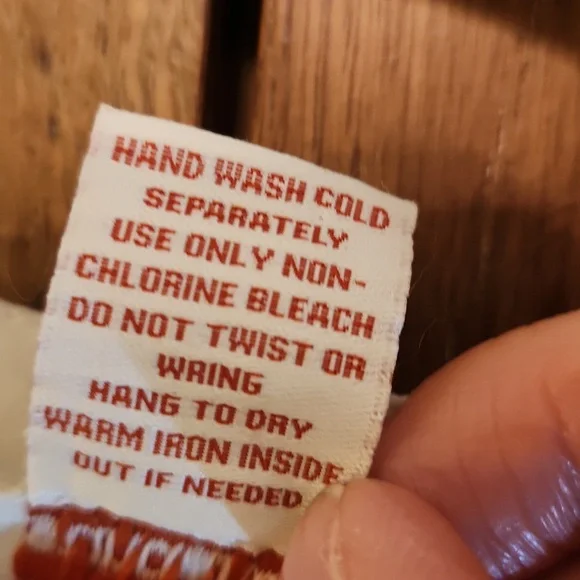 HAND WASH COLD
SEPARATELY
USE ONLY NON-
CHLORINE BLEACH
DO NOT TWIST OR
WRING
HANG TO DRY
WARM IRON INSIDE
OUT IF NEEDED